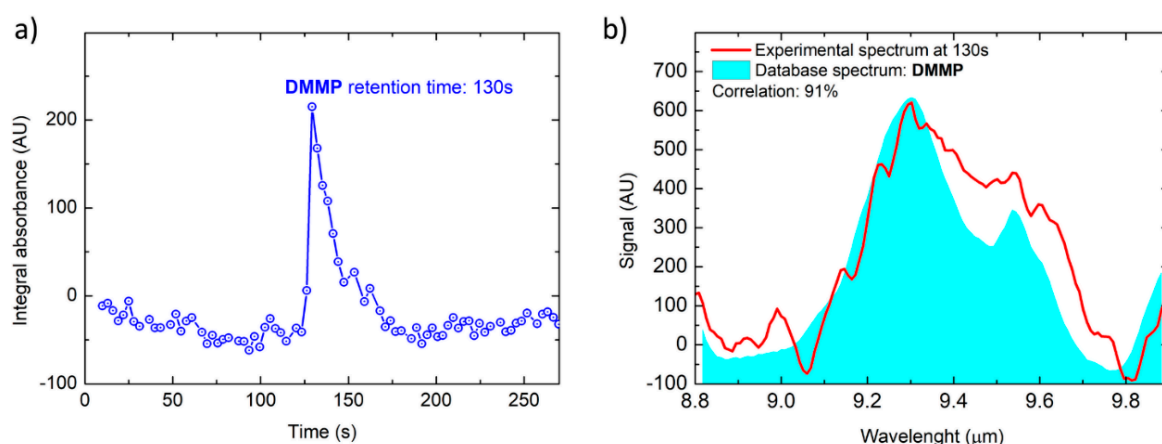 a)
DMMP retention time: 130s
200
100
0
-100
0
50
100
150
200
250
Integral absorbance (AU)
Time (s)
b)
Experimental spectrum at 130s
Database spectrum: DMMP
Correlation: 91%
700
600
500
400
300
200
100
0
-100
8.8
9.0
9.2
9.4
9.6
9.8
Signal (AU)
Wavelenght (μm)